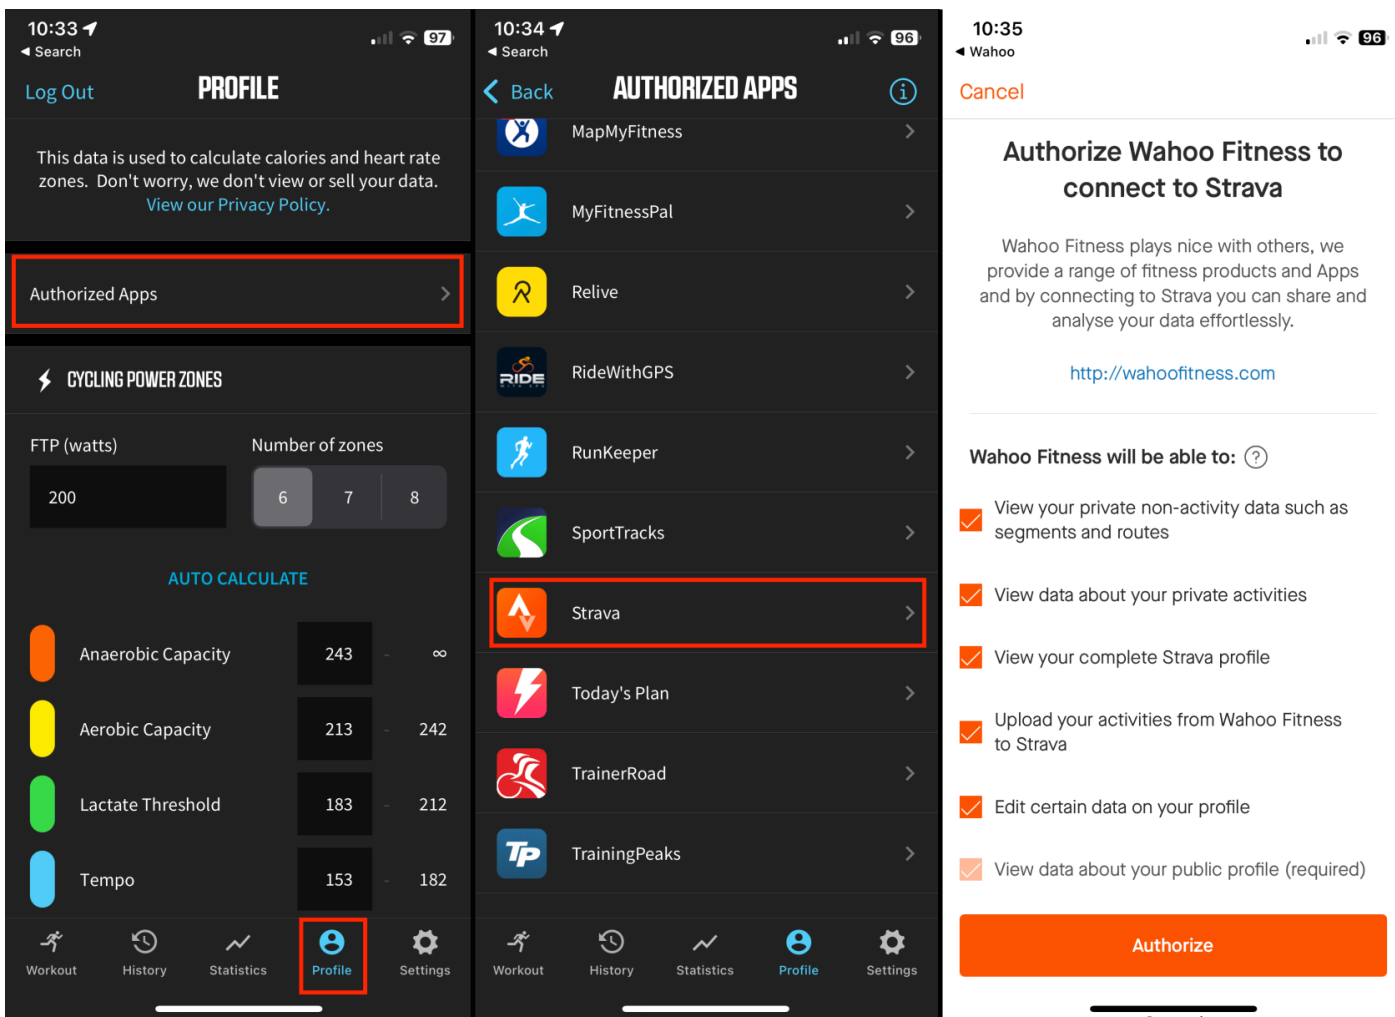 10:33
97
◀ Search
Log Out
PROFILE
This data is used to calculate calories and heart rate
zones. Don't worry, we don't view or sell your data.
View our Privacy Policy.
Authorized Apps
CYCLING POWER ZONES
FTP (watts)
Number of zones
200
6 7 8
AUTO CALCULATE
Anaerobic Capacity 243 - ∞
Aerobic Capacity 213 - 242
Lactate Threshold 183 - 212
Tempo 153 - 182
Workout History Statistics Profile Settings
10:34
96
◀ Search
Back
AUTHORIZED APPS
MapMyFitness
MyFitnessPal
Relive
RIDE
RideWithGPS
RunKeeper
SportTracks
Strava
Today's Plan
TrainerRoad
TP
TrainingPeaks
Workout History Statistics Profile Settings
10:35
96
◀ Wahoo
Cancel
Authorize Wahoo Fitness to
connect to Strava
Wahoo Fitness plays nice with others, we
provide a range of fitness products and Apps
and by connecting to Strava you can share and
analyse your data effortlessly.
http://wahoofitness.com
Wahoo Fitness will be able to: ?
View your private non-activity data such as
segments and routes
View data about your private activities
View your complete Strava profile
Upload your activities from Wahoo Fitness
to Strava
Edit certain data on your profile
View data about your public profile (required)
Authorize